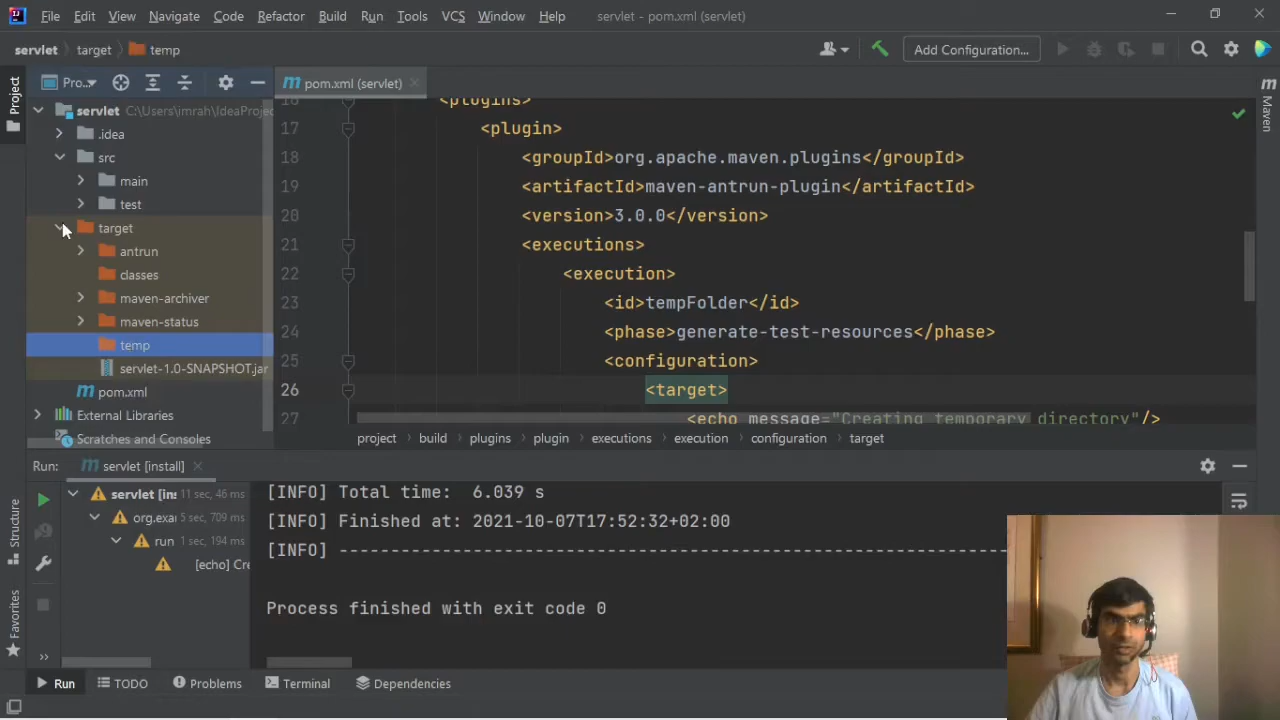 File Edit View Navigate Code Refactor Build Run Tools VCS Window Help servlet - pom.xml (servlet)
servlet target temp Add Configuration...
Project
Pro...
pom.xml (servlet)
Maven
servlet C:\Users\imrah\IdeaProj
.idea
src
main
test
target
antrun
classes
maven-archiver
maven-status
temp
servlet-1.0-SNAPSHOT.jar
pom.xml
External Libraries
Scratches and Consoles
16 <plugins>
17 <plugin>
18 <groupId>org.apache.maven.plugins</groupId>
19 <artifactId>maven-antrun-plugin</artifactId>
20 <version>3.0.0</version>
21 <executions>
22 <execution>
23 <id>tempFolder</id>
24 <phase>generate-test-resources</phase>
25 <configuration>
26 <target>
27 <echo message="Creating temporary directory"/>
project build plugins plugin executions execution configuration target
Run: servlet [install]
servlet [in 11 sec, 46 ms
org.exa 5 sec, 709 ms
run 1 sec, 194 ms
[echo] Cre
[INFO] Total time: 6.039 s
[INFO] Finished at: 2021-10-07T17:52:32+02:00
[INFO] ------------------------------------------------------
Process finished with exit code 0
Structure
Favorites
Run TODO Problems Terminal Dependencies